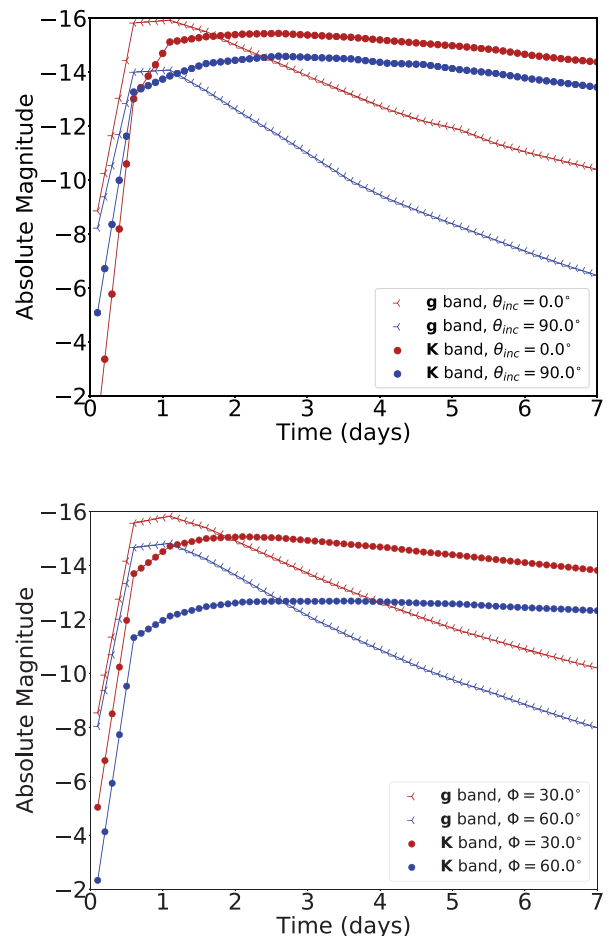 −16
−14
−12
−10
−8
−6
−4
−2
Absolute Magnitude
g band, θinc = 0.0°
g band, θinc = 90.0°
K band, θinc = 0.0°
K band, θinc = 90.0°
0 1 2 3 4 5 6 7
Time (days)
−16
−14
−12
−10
−8
−6
−4
−2
Absolute Magnitude
g band, Φ = 30.0°
g band, Φ = 60.0°
K band, Φ = 30.0°
K band, Φ = 60.0°
0 1 2 3 4 5 6 7
Time (days)